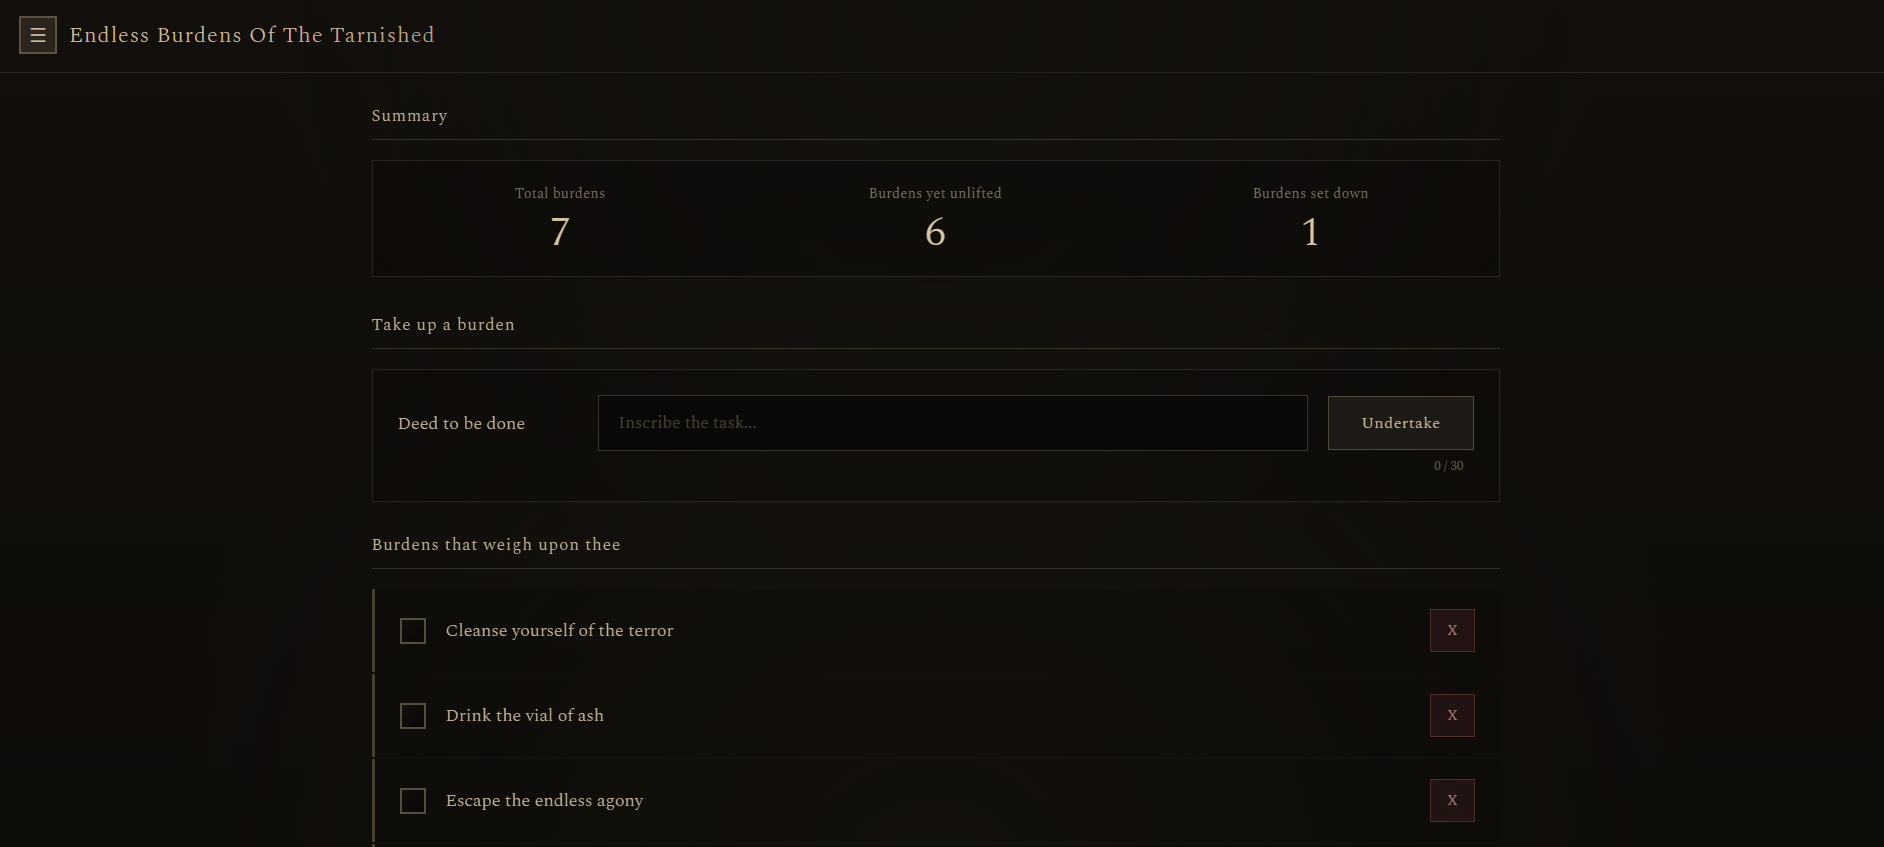 ☰ Endless Burdens Of The Tarnished
Summary
Total burdens
7
Burdens yet unlifted
6
Burdens set down
1
Take up a burden
Deed to be done
Inscribe the task...
Undertake
0 / 30
Burdens that weigh upon thee
Cleanse yourself of the terror X
Drink the vial of ash X
Escape the endless agony X